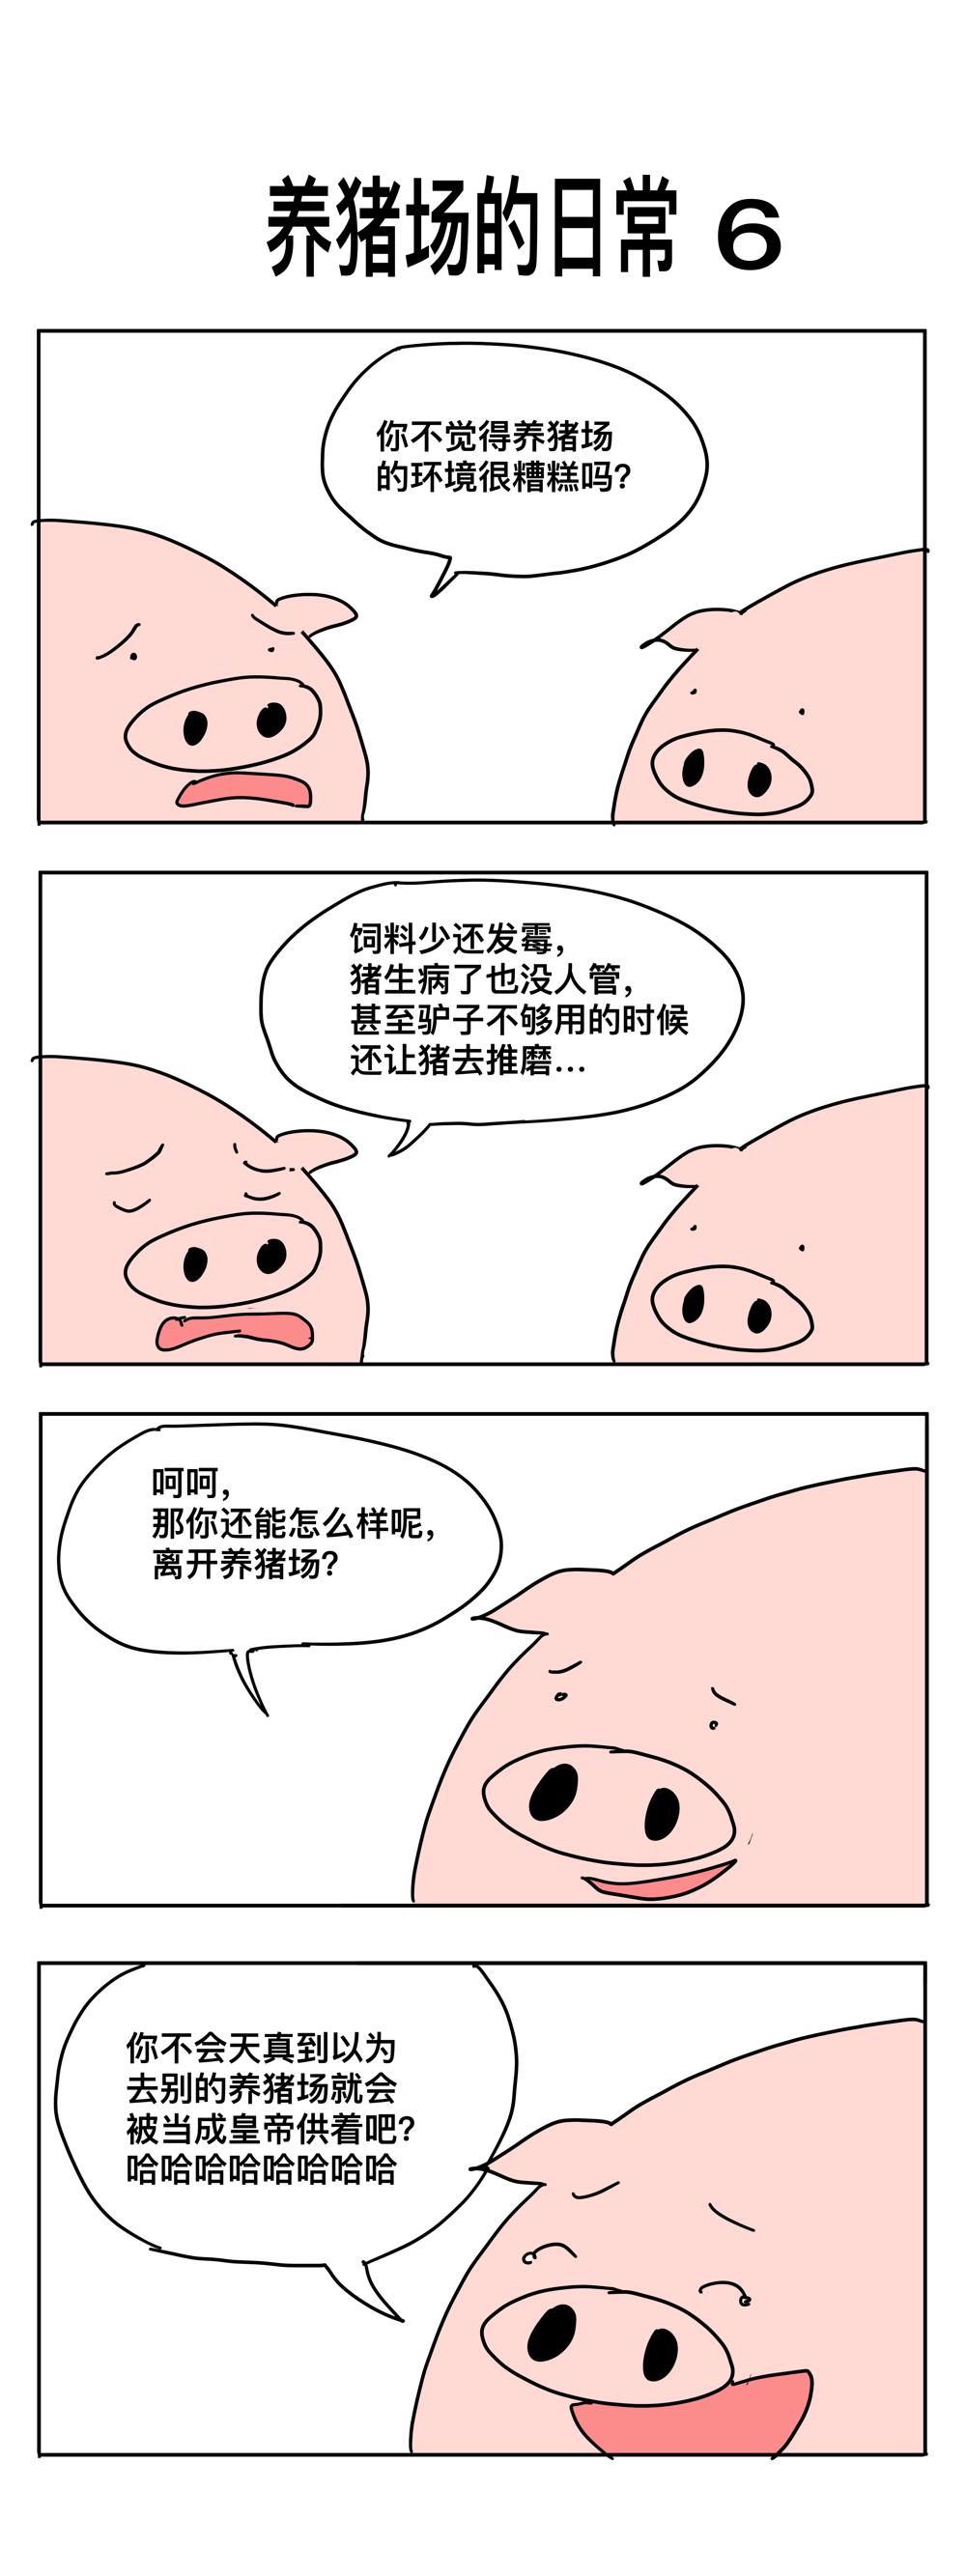 养猪场的日常 6
你不觉得养猪场
的环境很糟糕吗?
饲料少还发霉,
猪生病了也没人管,
甚至驴子不够用的时候
还让猪去推磨...
呵呵,
那你还能怎么样呢,
离开养猪场?
你不会天真到以为
去别的养猪场就会
被当成皇帝供着吧?
哈哈哈哈哈哈哈哈